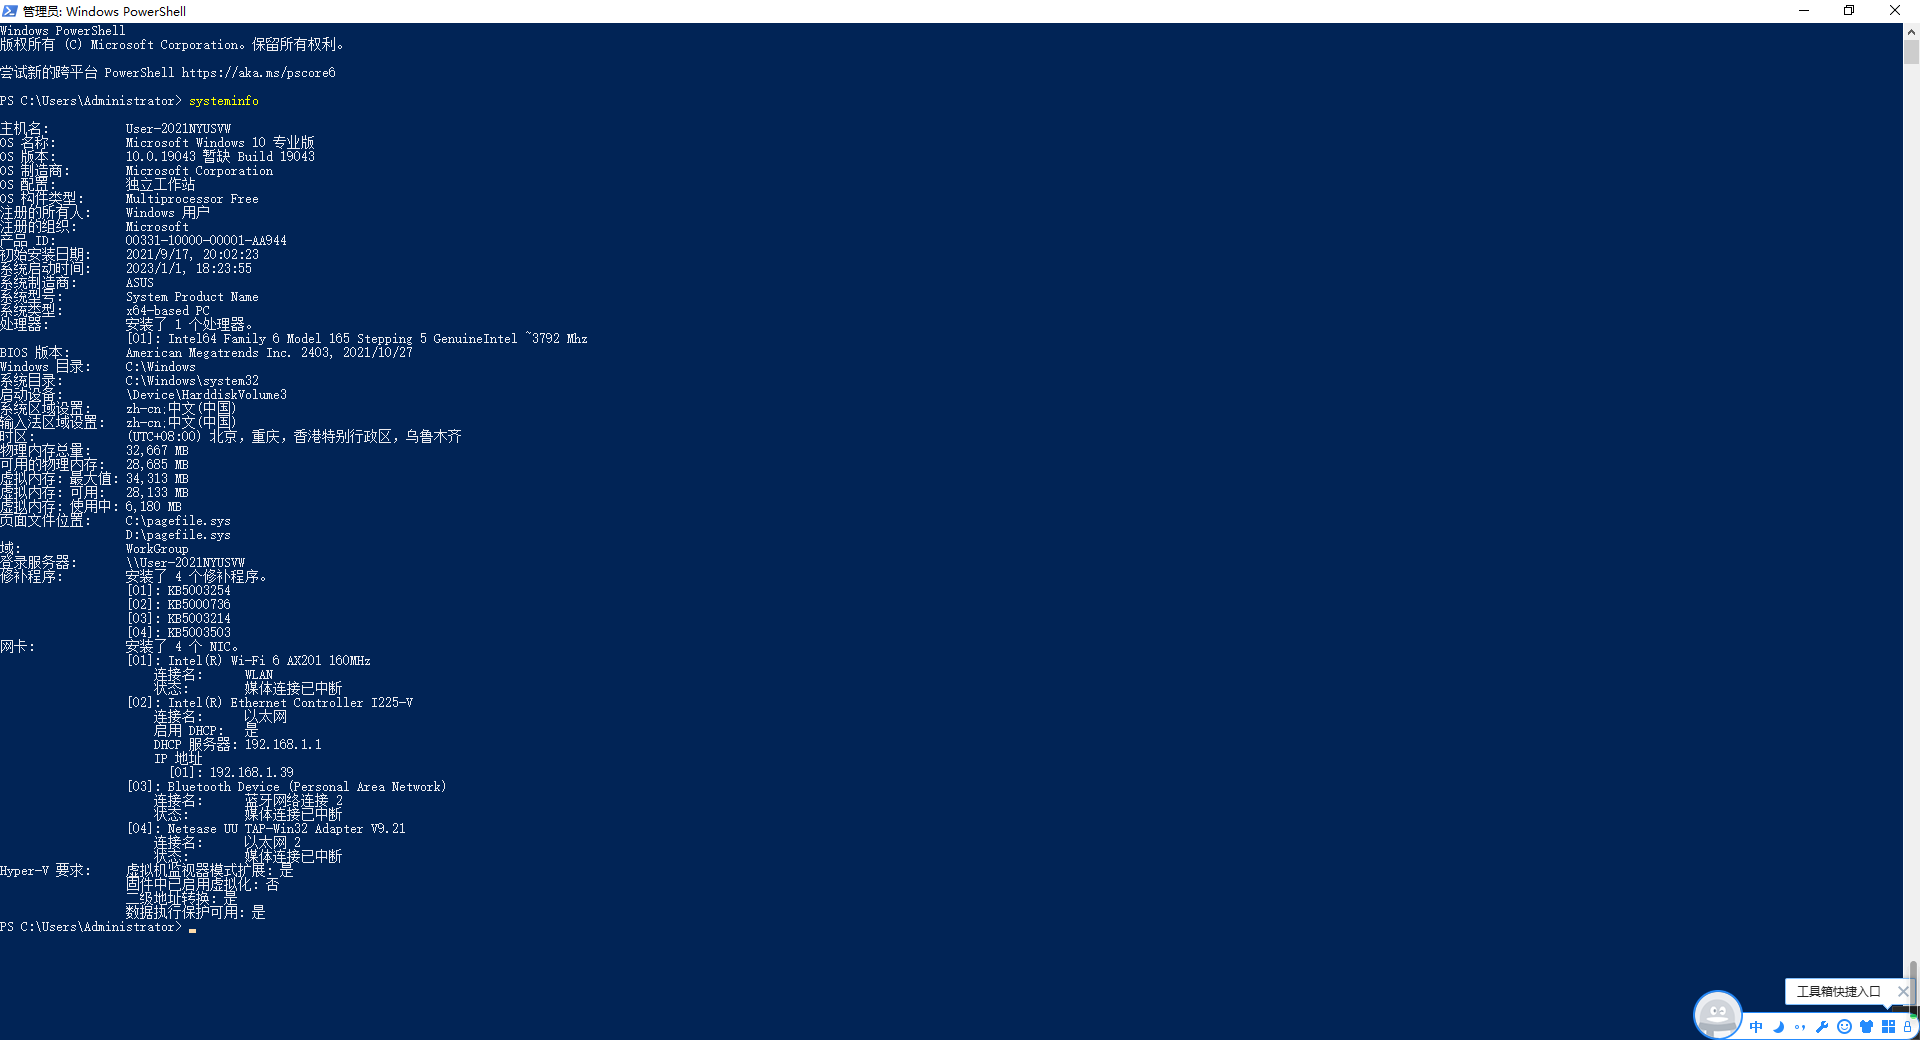 管理员: Windows PowerShell
Windows PowerShell
版权所有 (C) Microsoft Corporation。保留所有权利。
尝试新的跨平台 PowerShell https://aka.ms/pscore6
PS C:\Users\Administrator> systeminfo
主机名: User-2021NYUSVW
OS 名称: Microsoft Windows 10 专业版
OS 版本: 10.0.19043 暂缺 Build 19043
OS 制造商: Microsoft Corporation
OS 配置: 独立工作站
OS 构件类型: Multiprocessor Free
注册的所有人: Windows 用户
注册的组织: Microsoft
产品 ID: 00331-10000-00001-AA944
初始安装日期: 2021/9/17, 20:02:23
系统启动时间: 2023/1/1, 18:23:55
系统制造商: ASUS
系统型号: System Product Name
系统类型: x64-based PC
处理器: 安装了 1 个处理器。
[01]: Intel64 Family 6 Model 165 Stepping 5 GenuineIntel ~3792 Mhz
BIOS 版本: American Megatrends Inc. 2403, 2021/10/27
Windows 目录: C:\Windows
系统目录: C:\Windows\system32
启动设备: \Device\HarddiskVolume3
系统区域设置: zh-cn;中文(中国)
输入法区域设置: zh-cn;中文(中国)
时区: (UTC+08:00) 北京，重庆，香港特别行政区，乌鲁木齐
物理内存总量: 32,667 MB
可用的物理内存: 28,685 MB
虚拟内存: 最大值: 34,313 MB
虚拟内存: 可用: 28,133 MB
虚拟内存: 使用中: 6,180 MB
页面文件位置: C:\pagefile.sys
D:\pagefile.sys
域: WorkGroup
登录服务器: \\User-2021NYUSVW
修补程序: 安装了 4 个修补程序。
[01]: KB5003254
[02]: KB5000736
[03]: KB5003214
[04]: KB5003503
网卡: 安装了 4 个 NIC。
[01]: Intel(R) Wi-Fi 6 AX201 160MHz
连接名: WLAN
状态: 媒体连接已中断
[02]: Intel(R) Ethernet Controller I225-V
连接名: 以太网
启用 DHCP: 是
DHCP 服务器: 192.168.1.1
IP 地址
[01]: 192.168.1.39
[03]: Bluetooth Device (Personal Area Network)
连接名: 蓝牙网络连接 2
状态: 媒体连接已中断
[04]: Netease UU TAP-Win32 Adapter V9.21
连接名: 以太网 2
状态: 媒体连接已中断
Hyper-V 要求: 虚拟机监视器模式扩展: 是
固件中已启用虚拟化: 否
二级地址转换: 是
数据执行保护可用: 是
PS C:\Users\Administrator>
工具箱快捷入口
中